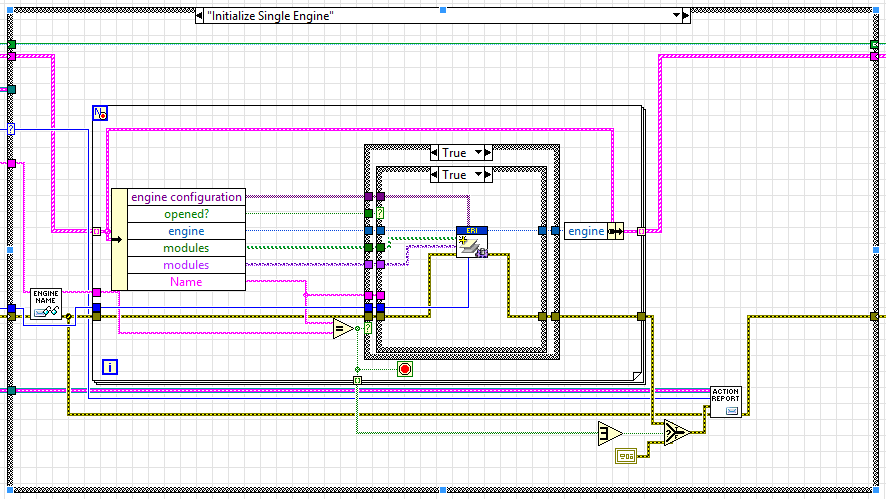 "Initialize Single Engine"
N
True
True
engine configuration
opened?
engine
modules
modules
Name
ERI
engine
ENGINE
NAME
=
?
i
ACTION
REPORT
?
T
F